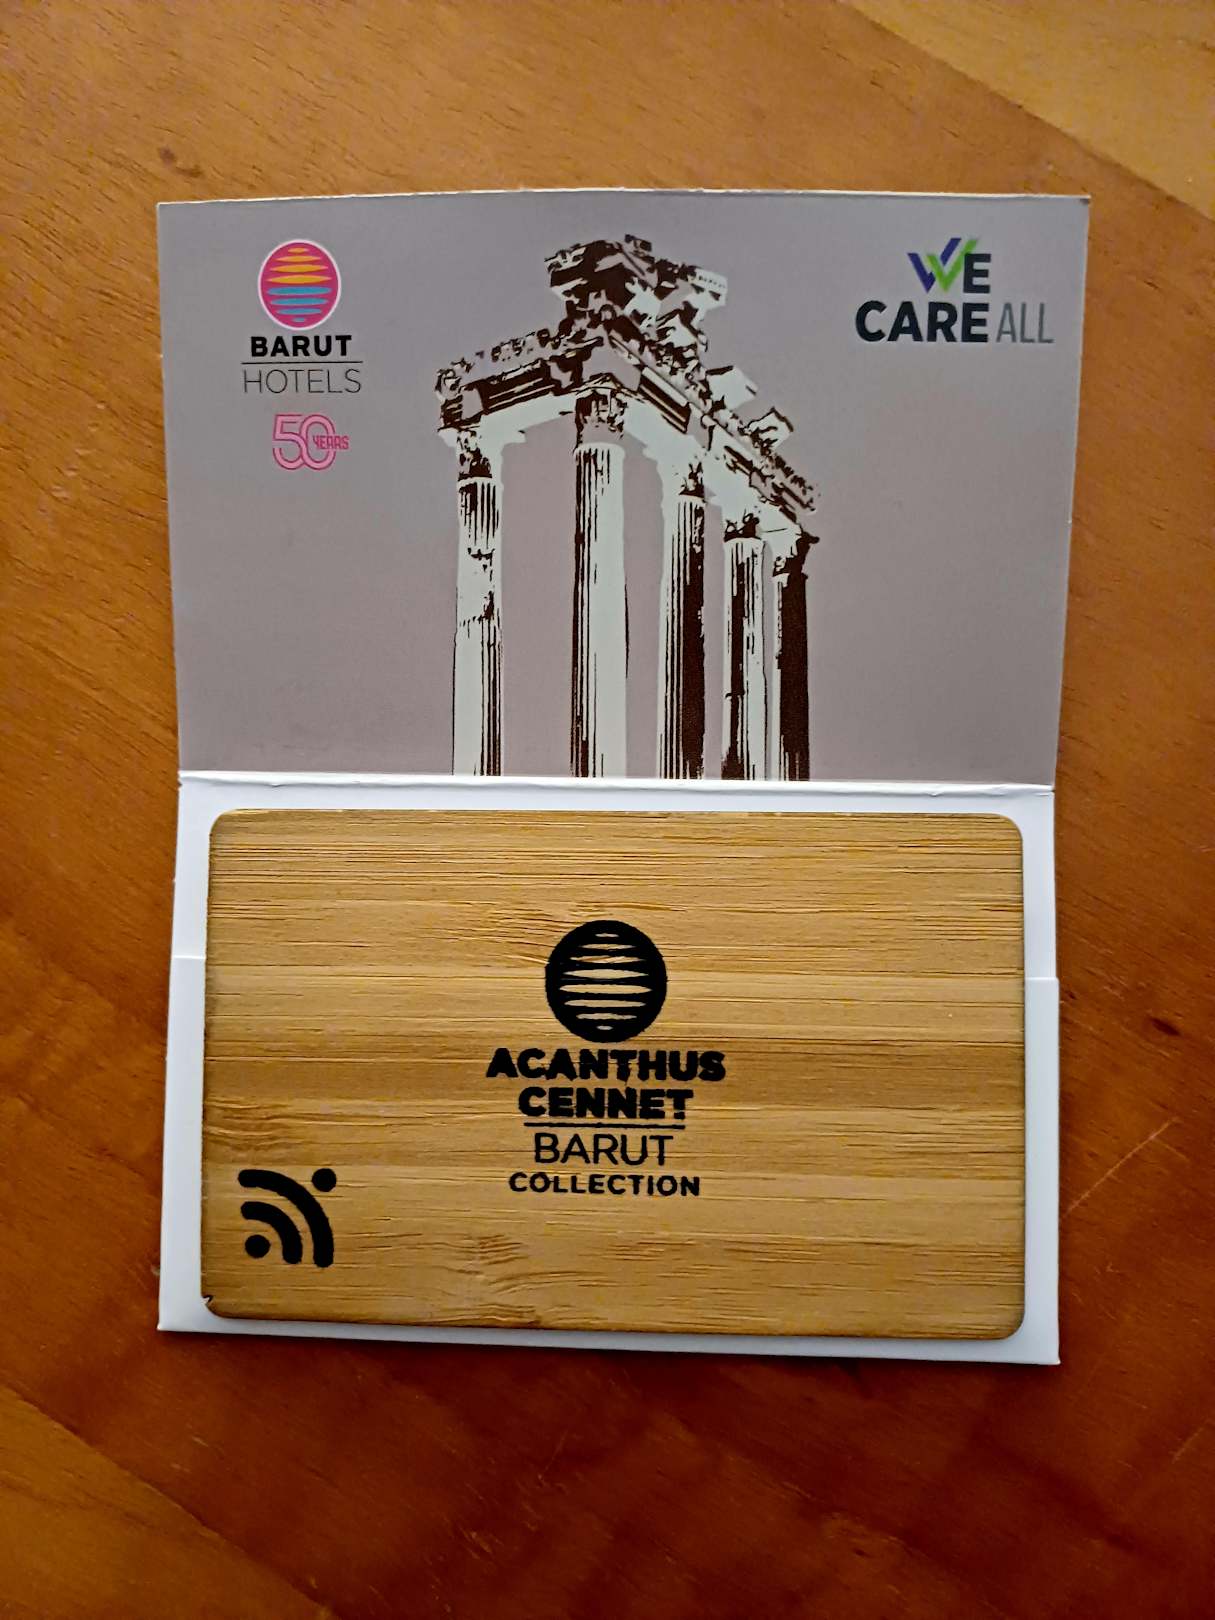 BARUT
HOTELS
50 YEARS
WE
CARE ALL
ACANTHUS
CENNET
BARUT
COLLECTION